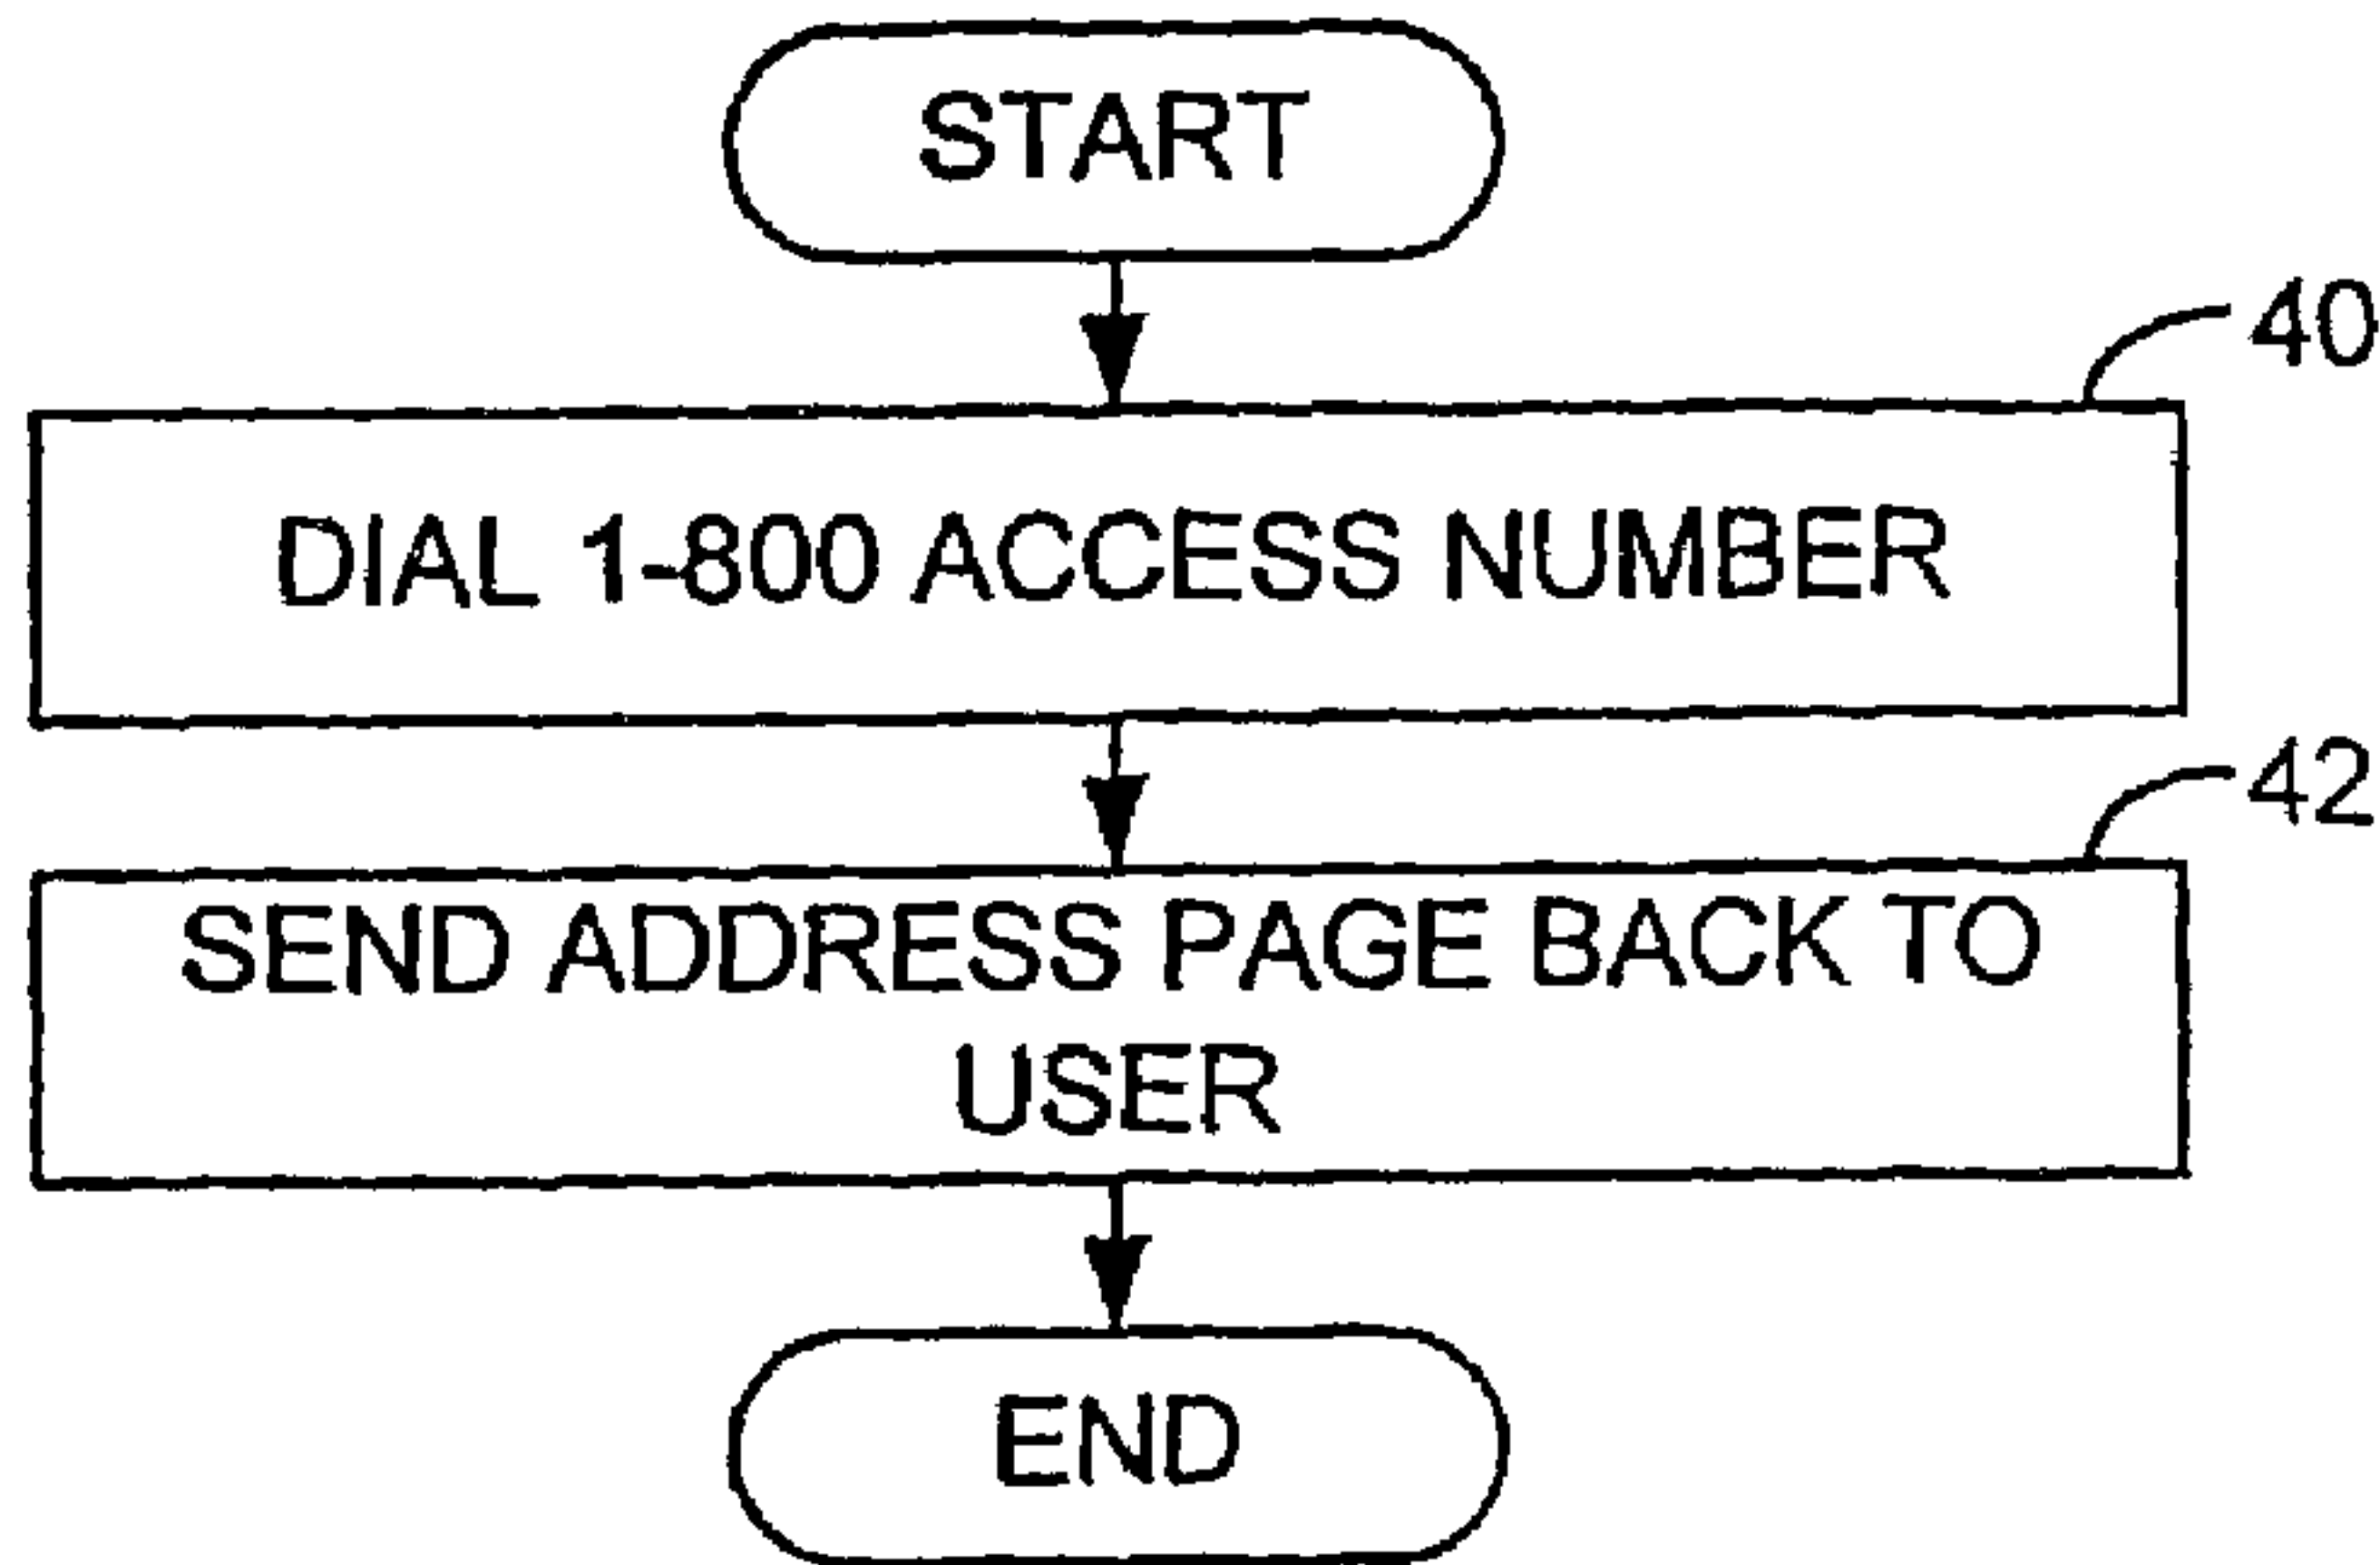 START
40
DIAL 1-800 ACCESS NUMBER
42
SEND ADDRESS PAGE BACK TO
USER
END